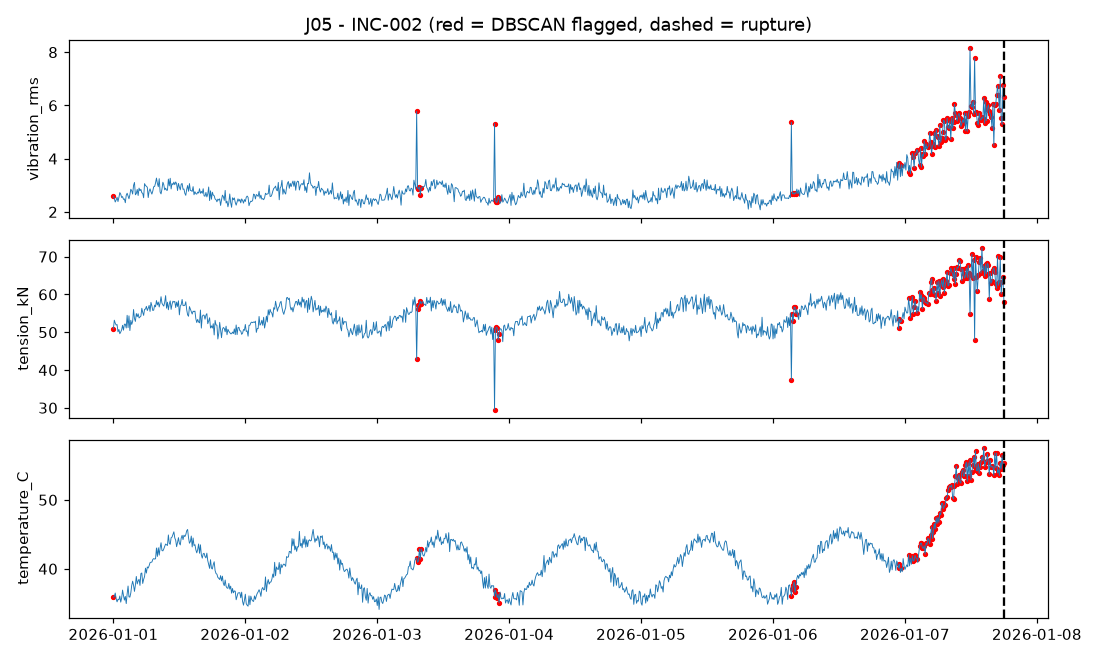 J05 - INC-002 (red = DBSCAN flagged, dashed = rupture)
8
6
4
2
vibration_rms
70
60
50
40
30
tension_kN
50
40
temperature_C
2026-01-01 2026-01-02 2026-01-03 2026-01-04 2026-01-05 2026-01-06 2026-01-07 2026-01-08